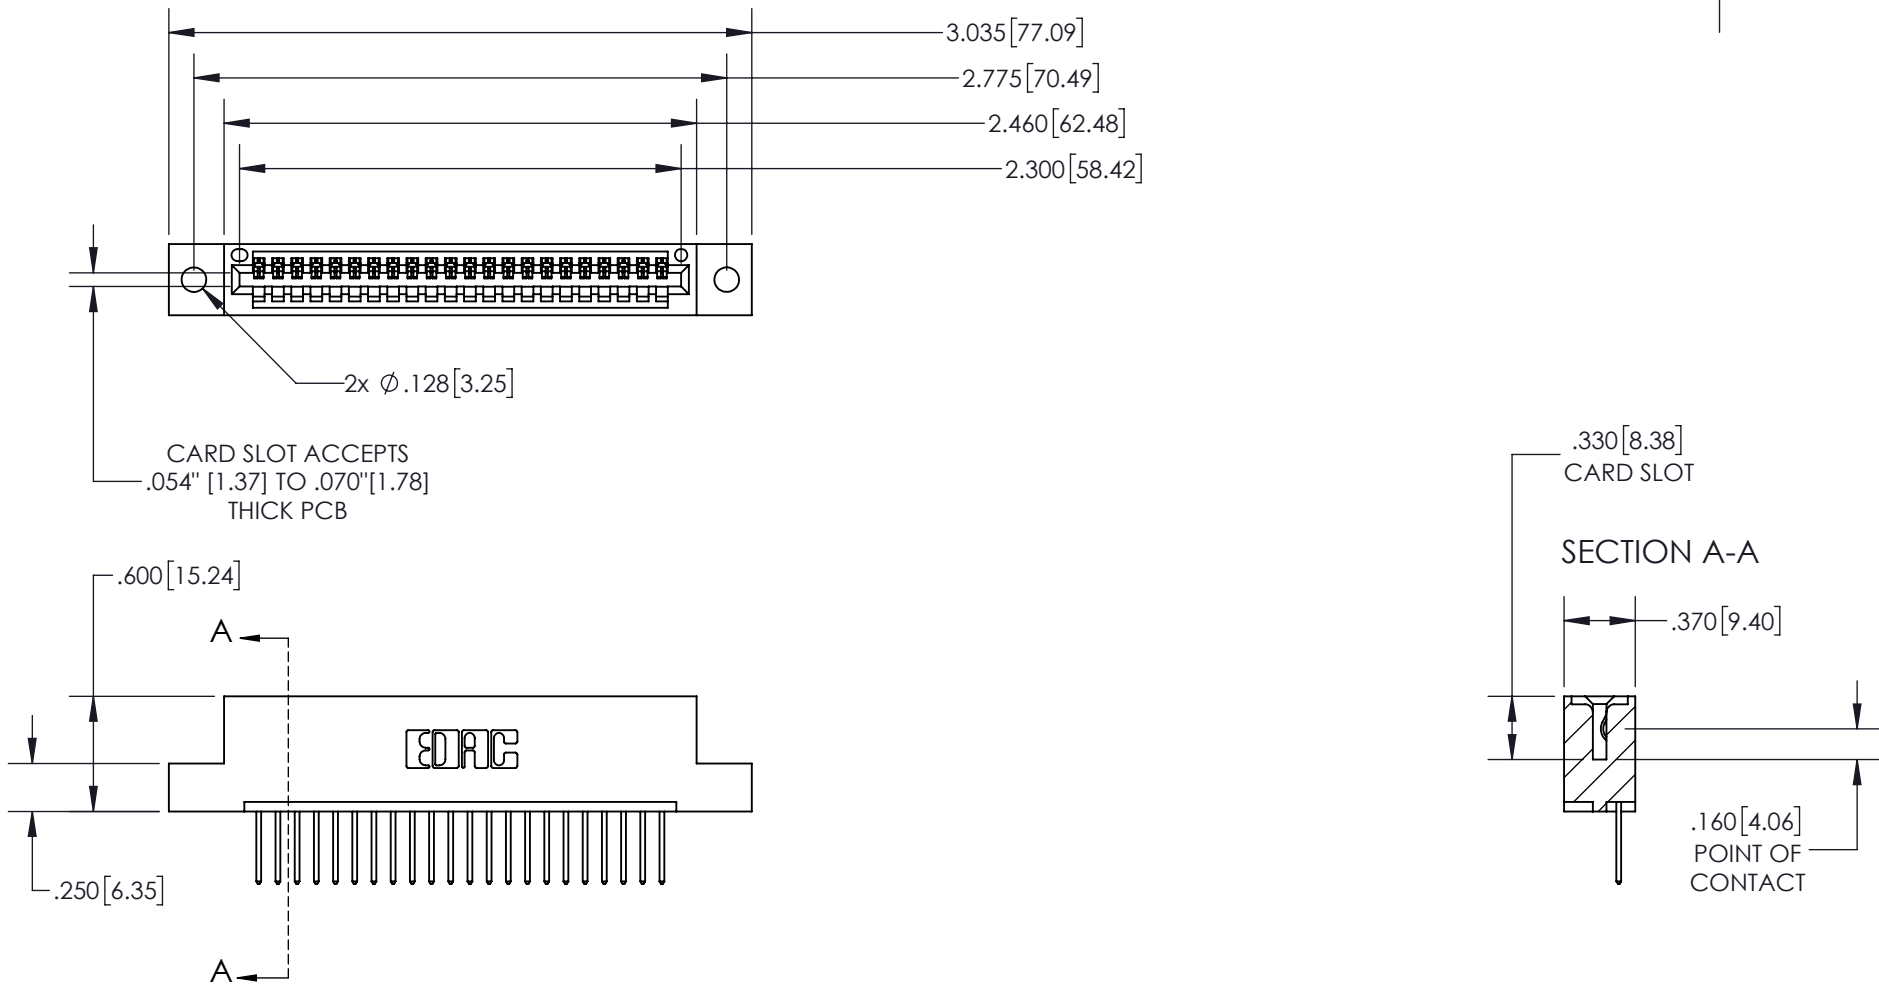 3.035[77.09]
2.775[70.49]
2.460[62.48]
2.300[58.42]
2x ∅.128[3.25]
CARD SLOT ACCEPTS
.054" [1.37] TO .070"[1.78]
THICK PCB
.330[8.38]
CARD SLOT
SECTION A-A
.600[15.24]
A
.370[9.40]
EDAC
.160[4.06]
POINT OF
CONTACT
.250[6.35]
A